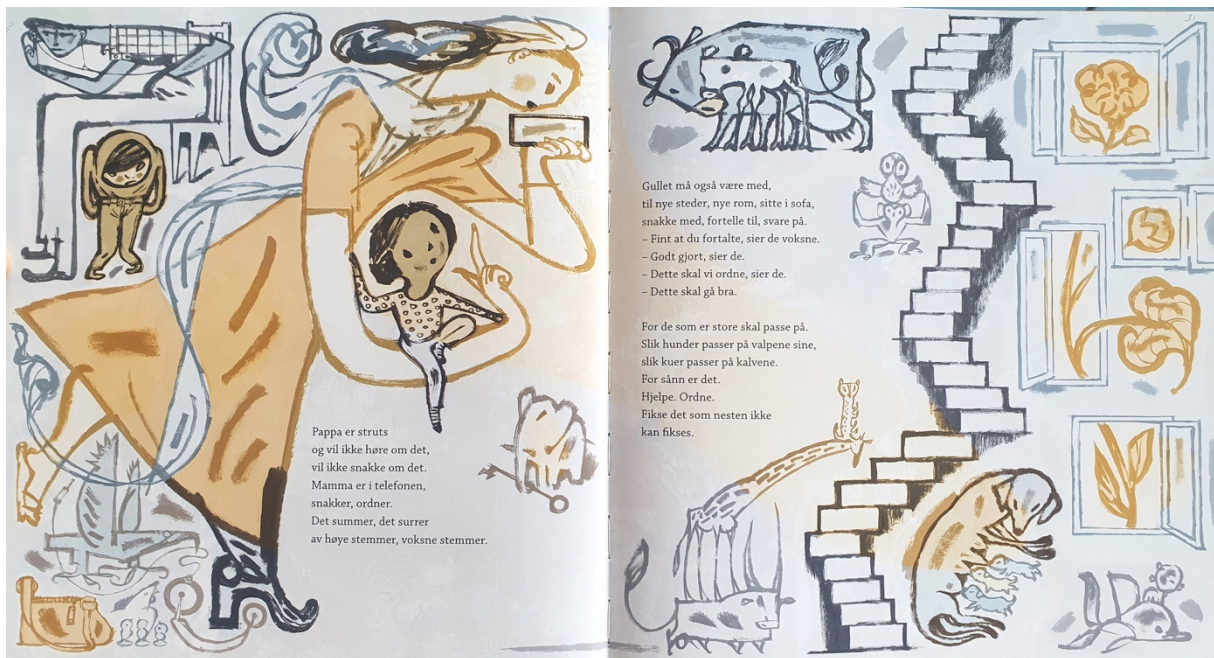 Pappa er struts
og vil ikke høre om det,
vil ikke snakke om det.
Mamma er i telefonen,
snakker, ordner.
Det summer, det surrer
av høye stemmer, voksne stemmer.
Gullet må også være med,
til nye steder, nye rom, sitte i sofa,
snakke med, fortelle til, svare på.
– Fint at du fortalte, sier de voksne.
– Godt gjort, sier de.
– Dette skal vi ordne, sier de.
– Dette skal gå bra.
For de som er store skal passe på.
Slik hunder passer på valpene sine,
slik kuer passer på kalvene.
For sånn er det.
Hjelpe. Ordne.
Fikse det som nesten ikke
kan fikses.